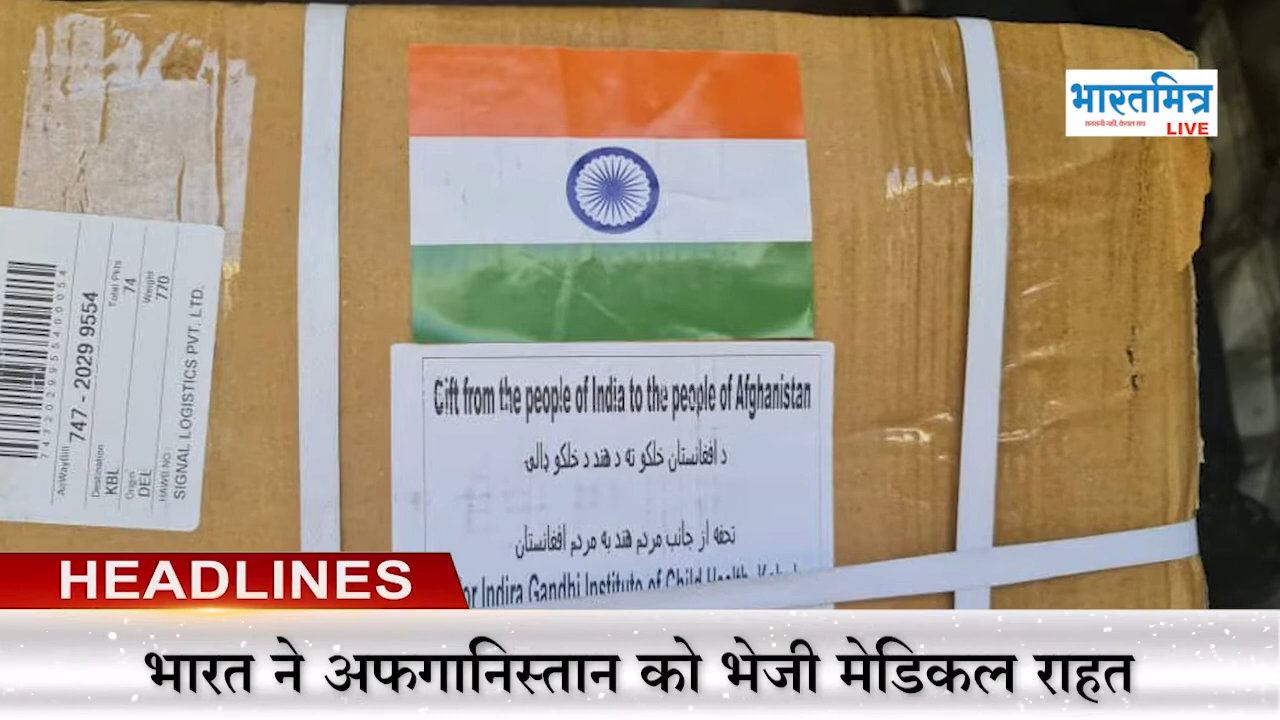 भारतमित्र
LIVE
Total Pkts
74
Weight
770
747 - 2029 9554
7472029955400054
AirWayBill
Destination
KBL
Origin
DEL
HAWB NO:
SIGNAL LOGISTICS PVT. LTD.
Gift from the people of India to the people of Afghanistan
د افغانستان خلکو ته د هند د خلکو ډالۍ
تحفه از جانب مردم هند به مردم افغانستان
Indira Gandhi Institute of Child Health,
HEADLINES
भारत ने अफगानिस्तान को भेजी मेडिकल राहत